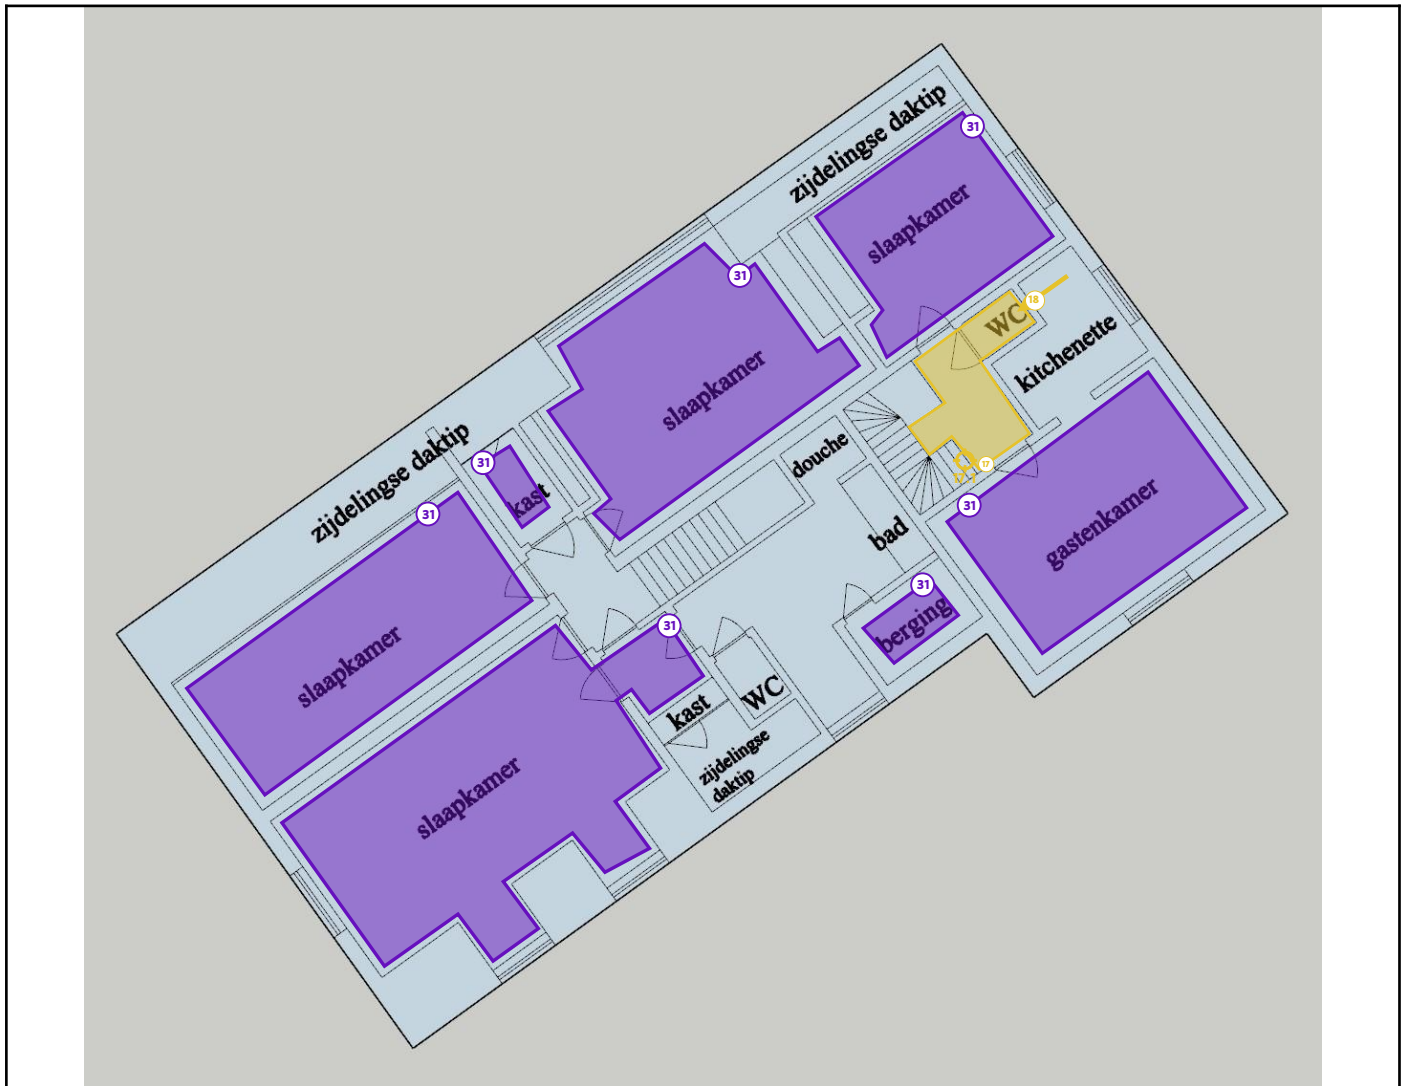 zijdelingse daktip
31
slaapkamer
31
18
WC
kitchenette
slaapkamer
zijdelingse daktip
douche
31
17
31
kast
31
31
gastenkamer
bad
31
berging
slaapkamer
31
kast
WC
zijdelingse
daktip
slaapkamer